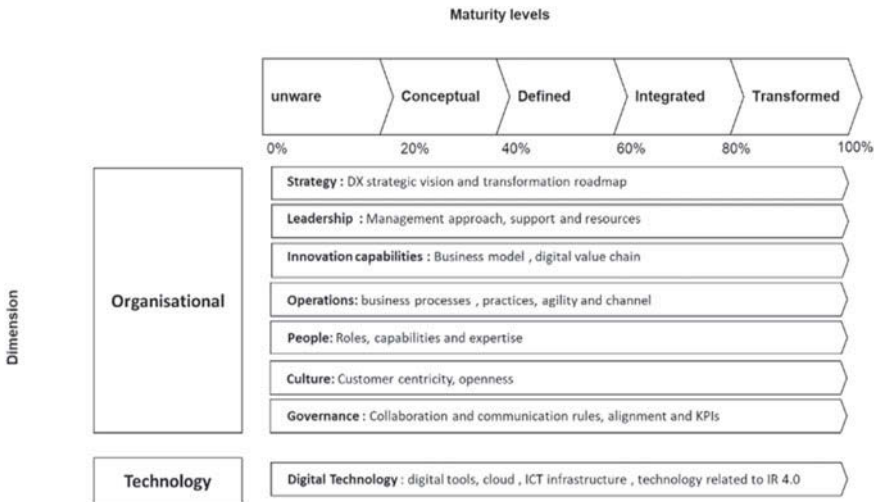 Maturity levels
unware
Conceptual
Defined
Integrated
Transformed
0%
20%
40%
60%
80%
100%
Dimension
Organisational
Strategy : DX strategic vision and transformation roadmap
Leadership : Management approach, support and resources
Innovation capabilities : Business model , digital value chain
Operations: business processes , practices, agility and channel
People: Roles, capabilities and expertise
Culture: Customer centricity, openness
Governance : Collaboration and communication rules, alignment and KPIs
Technology
Digital Technology : digital tools, cloud , ICT infrastructure , technology related to IR 4.0